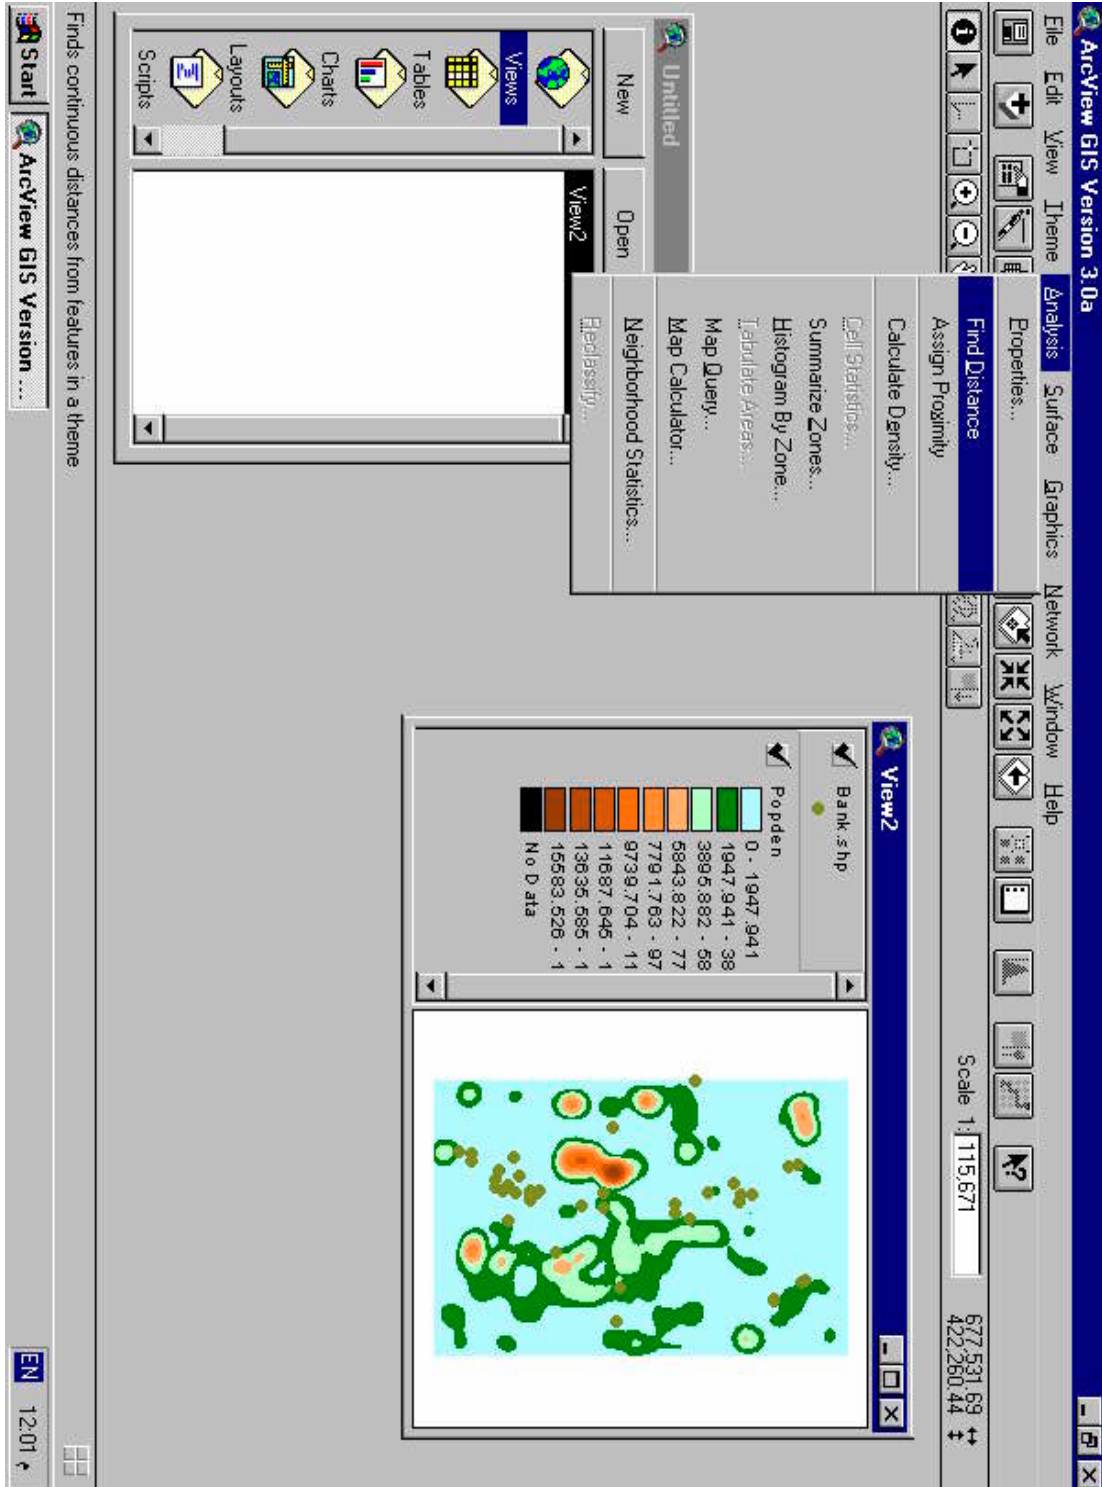 ArcView GIS Version 3.0a
File Edit View Theme Analysis Surface Graphics Network Window Help
Scale 1: 115,671
677,531.69
422,260.44
Properties...
Find Distance
Assign Proximity
Calculate Density...
Cell Statistics...
Summarize Zones...
Histogram By Zone...
Tabulate Areas...
Map Query...
Map Calculator...
Neighborhood Statistics...
Reclassify...
Untitled
New Open
Views
Tables
Charts
Layouts
Scripts
View2
View2
Bank.shp
Popden
0 - 1947.941
1947.941 - 38
3895.882 - 58
5843.822 - 77
7791.763 - 97
9739.704 - 11
11687.645 - 1
13635.585 - 1
15583.526 - 1
No Data
Finds continuous distances from features in a theme
Start ArcView GIS Version ... EN 12:01